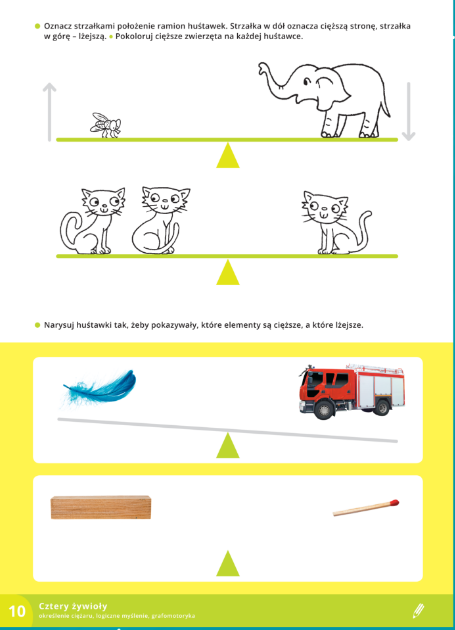 Oznacz strzałkami położenie ramion huśtawek. Strzałka w dół oznacza cięższą stronę, strzałka
w górę – lżejszą. • Pokoloruj cięższe zwierzęta na każdej huśtawce.
Narysuj huśtawki tak, żeby pokazywały, które elementy są cięższe, a które lżejsze.
10
Cztery żywioły
określenie ciężaru, logiczne myślenie, grafomotoryka